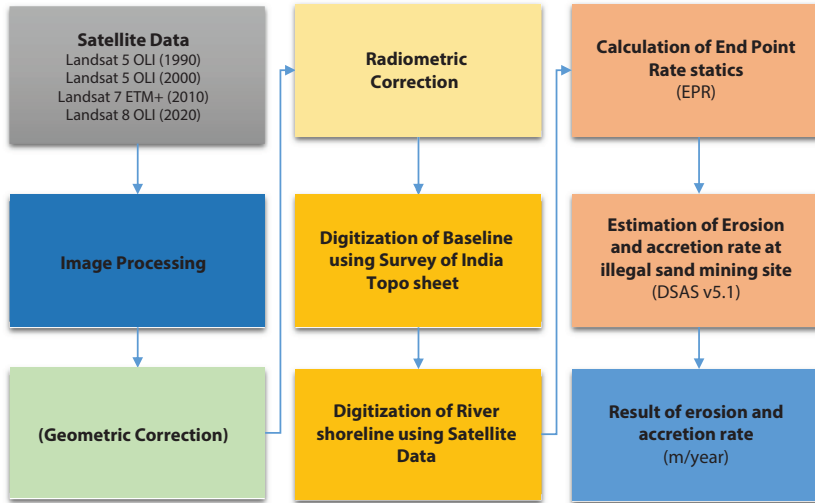 Satellite Data
Landsat 5 OLI (1990)
Landsat 5 OLI (2000)
Landsat 7 ETM+ (2010)
Landsat 8 OLI (2020)
Image Processing
(Geometric Correction)
Radiometric
Correction
Digitization of Baseline
using Survey of India
Topo sheet
Digitization of River
shoreline using Satellite
Data
Calculation of End Point
Rate statics
(EPR)
Estimation of Erosion
and accretion rate at
illegal sand mining site
(DSAS v5.1)
Result of erosion and
accretion rate
(m/year)